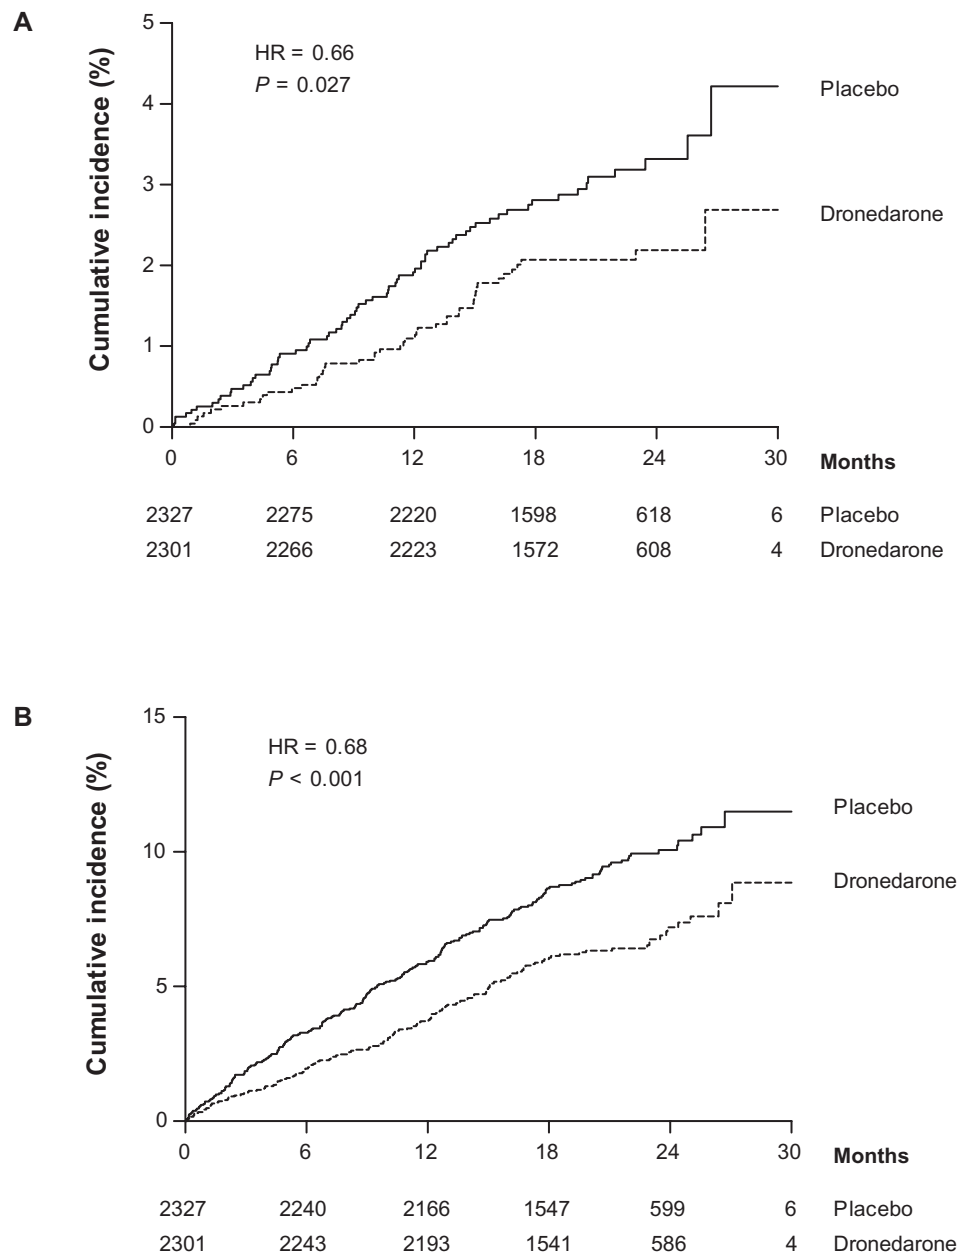 A
Cumulative incidence (%)
5
4
3
2
1
0
HR = 0.66
P = 0.027
Placebo
Dronedarone
0 6 12 18 24 30 Months
2327 2275 2220 1598 618 6 Placebo
2301 2266 2223 1572 608 4 Dronedarone
B
Cumulative incidence (%)
15
10
5
0
HR = 0.68
P < 0.001
Placebo
Dronedarone
0 6 12 18 24 30 Months
2327 2240 2166 1547 599 6 Placebo
2301 2243 2193 1541 586 4 Dronedarone